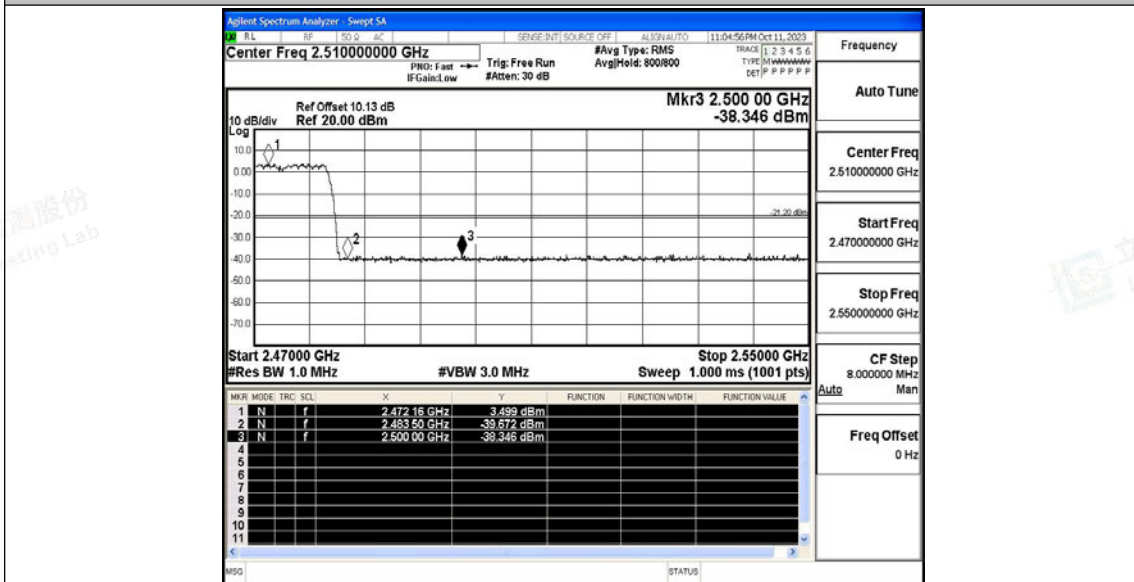 Agilent Spectrum Analyzer - Swept SA
RL RF 50 Ω AC SENSE:INT SOURCE OFF ALIGNAUTO 11:04:56PM Oct 11, 2023
Center Freq 2.510000000 GHz
PNO: Fast
IFGain:Low
Trig: Free Run
#Atten: 30 dB
#Avg Type: RMS
Avg|Hold: 800/800
TRACE 1 2 3 4 5 6
TYPE M
DET P P P P P P
Ref Offset 10.13 dB
10 dB/div Ref 20.00 dBm
Log
Mkr3 2.500 00 GHz
-38.346 dBm
10.0
0.00
-10.0
-20.0
-30.0
-40.0
-50.0
-60.0
-70.0
1
2
3
-21.20 dBm
Start 2.47000 GHz Stop 2.55000 GHz
#Res BW 1.0 MHz #VBW 3.0 MHz Sweep 1.000 ms (1001 pts)
MKR MODE TRC SCL X Y FUNCTION FUNCTION WIDTH FUNCTION VALUE
1 N f 2.472 16 GHz 3.499 dBm
2 N f 2.483 50 GHz -39.672 dBm
3 N f 2.500 00 GHz -38.346 dBm
4
5
6
7
8
9
10
11
MSG STATUS
Frequency
Auto Tune
Center Freq
2.510000000 GHz
Start Freq
2.470000000 GHz
Stop Freq
2.550000000 GHz
CF Step
8.000000 MHz
Auto Man
Freq Offset
0 Hz
测股份
esting Lab
LCS
立